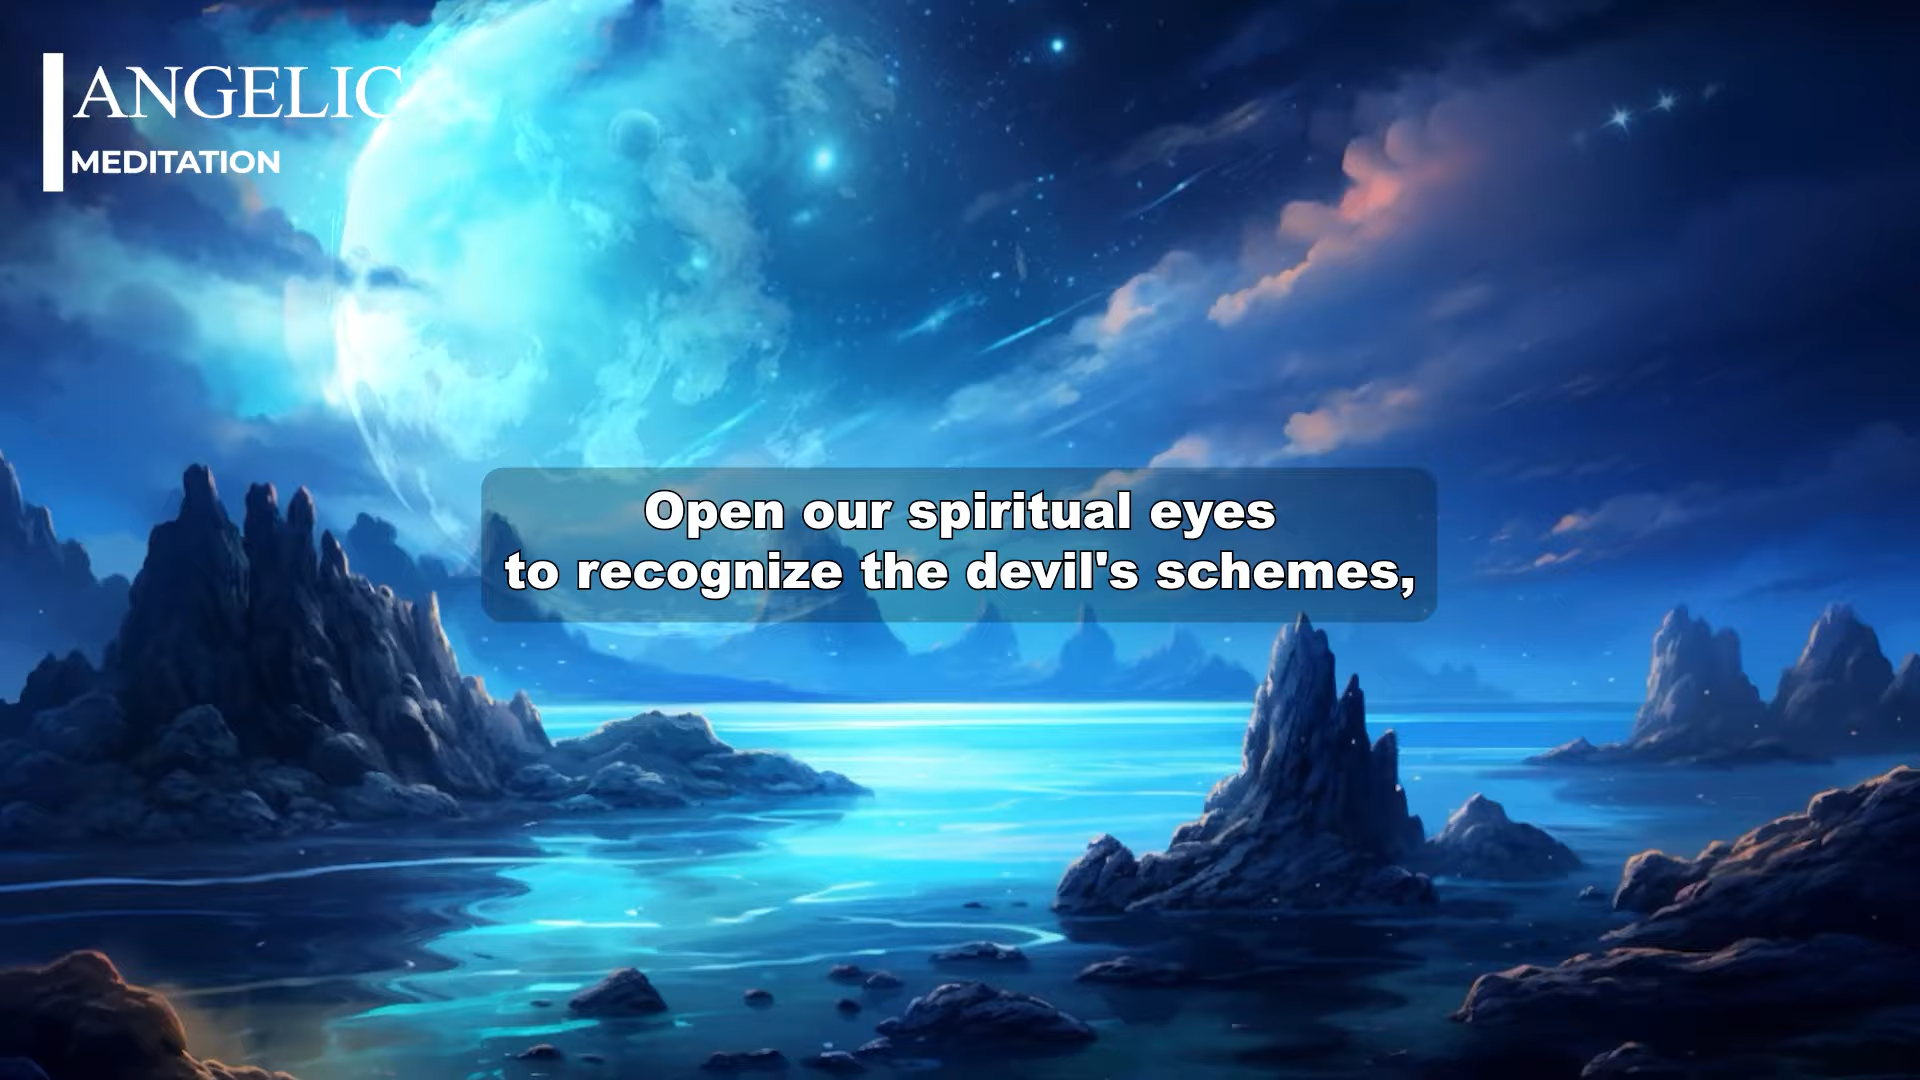 ANGELIC
MEDITATION
Open our spiritual eyes
to recognize the devil's schemes,